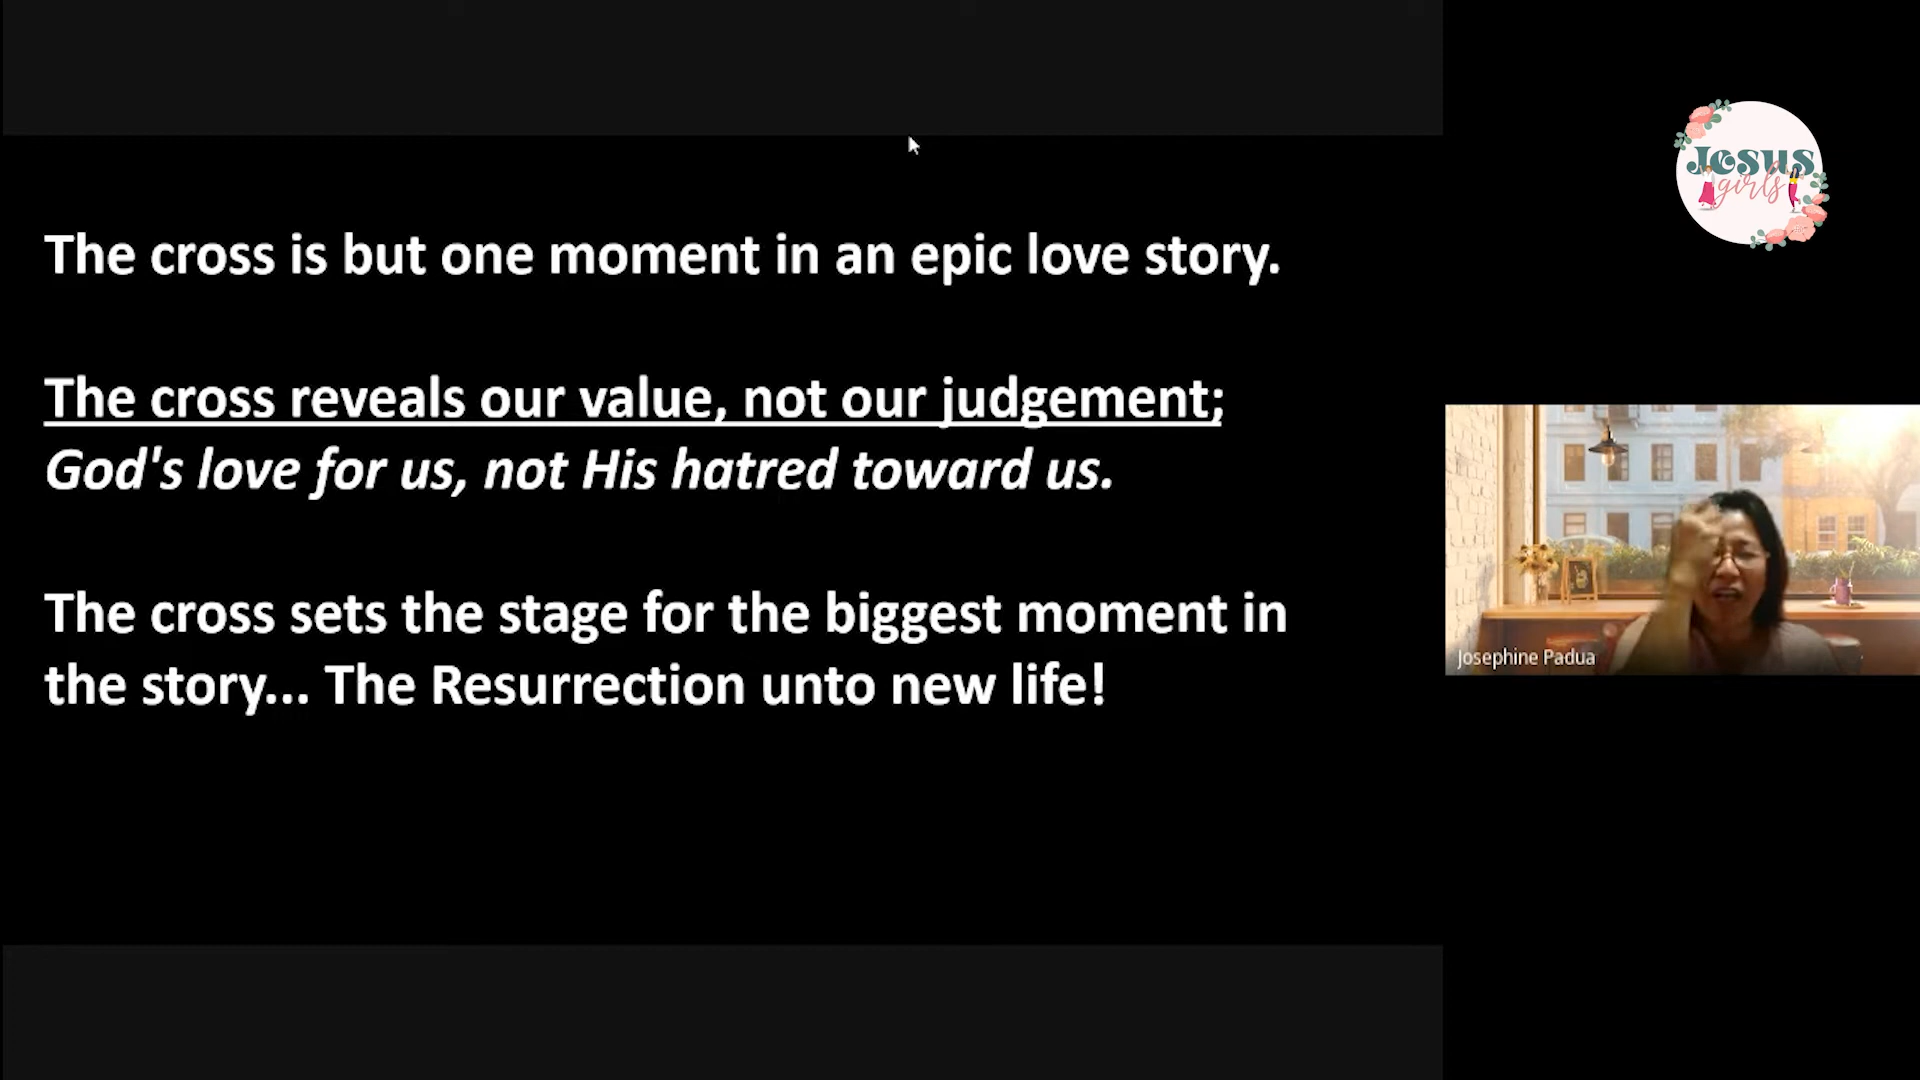 The cross is but one moment in an epic love story.
The cross reveals our value, not our judgement;
God's love for us, not His hatred toward us.
The cross sets the stage for the biggest moment in
the story... The Resurrection unto new life!
Jesus
girls
Josephine Padua